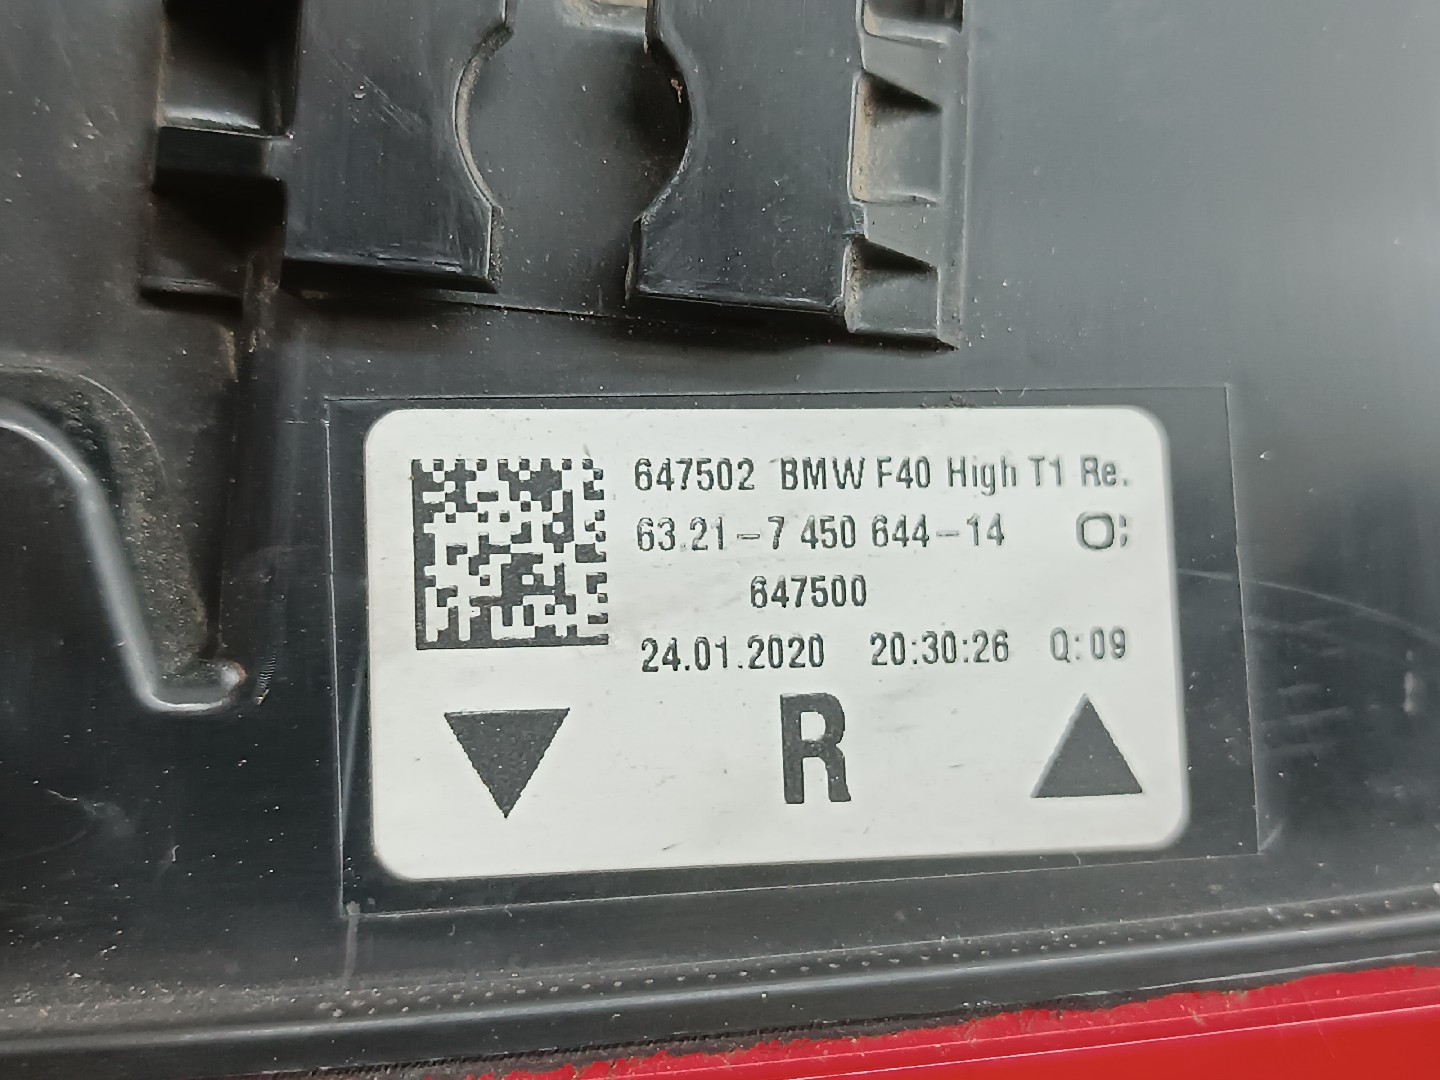 647502 BMW F40 High T1 Re.
63.21-7 450 644-14 O:
647500
24.01.2020 20:30:26 Q:09
R